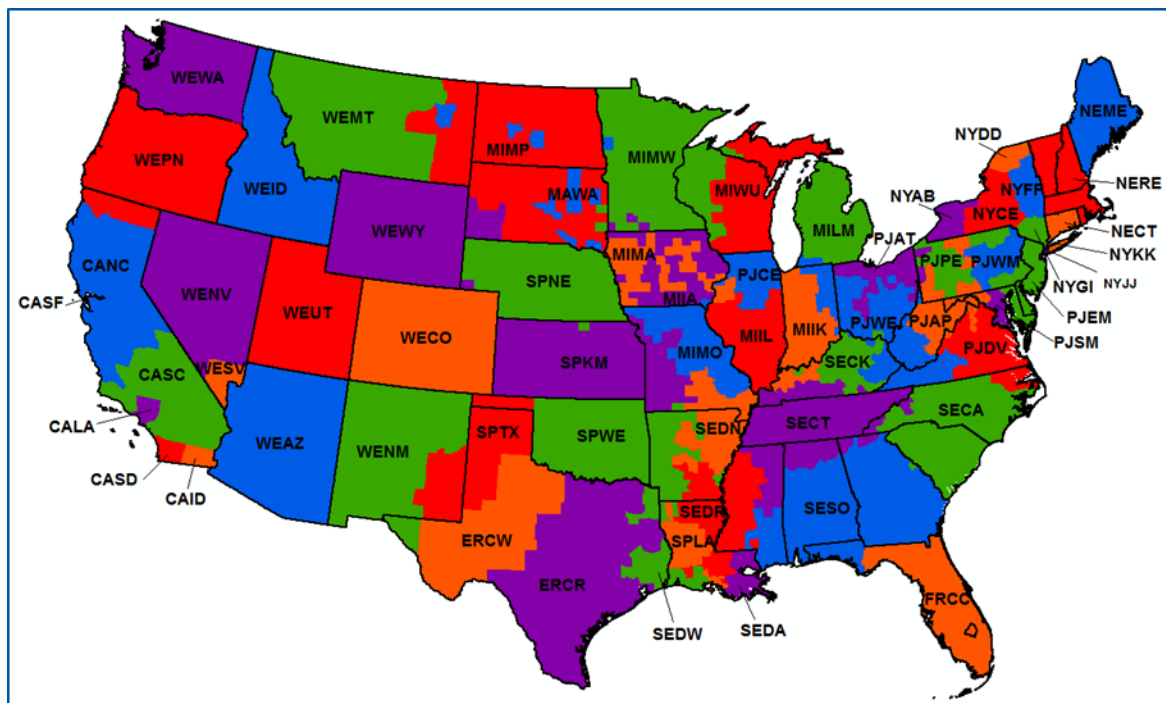 WEWA
NEME
WEMT
NYDD
MIMP
MIMW
WEPN
NYFF
WEID
MAWA
MIWU
NYAB
NERE
NYCE
MILM
WEWY
NECT
PJAT
MIMA
PJPE
PJWM
CANC
PJCE
NYKK
SPNE
NYGI
NYJJ
MIIA
CASF
WENV
WEUT
PJAP
PJEM
PJWE
WECO
MIIL
MIIK
PJSM
MIMO
PJDV
SPKM
SECK
WESV
CASC
SECA
CALA
SECT
SEDN
SPTX
WEAZ
WENM
SPWE
CASD
CAID
SEDR
SESO
ERCW
SPLA
ERCR
FRCC
SEDW
SEDA